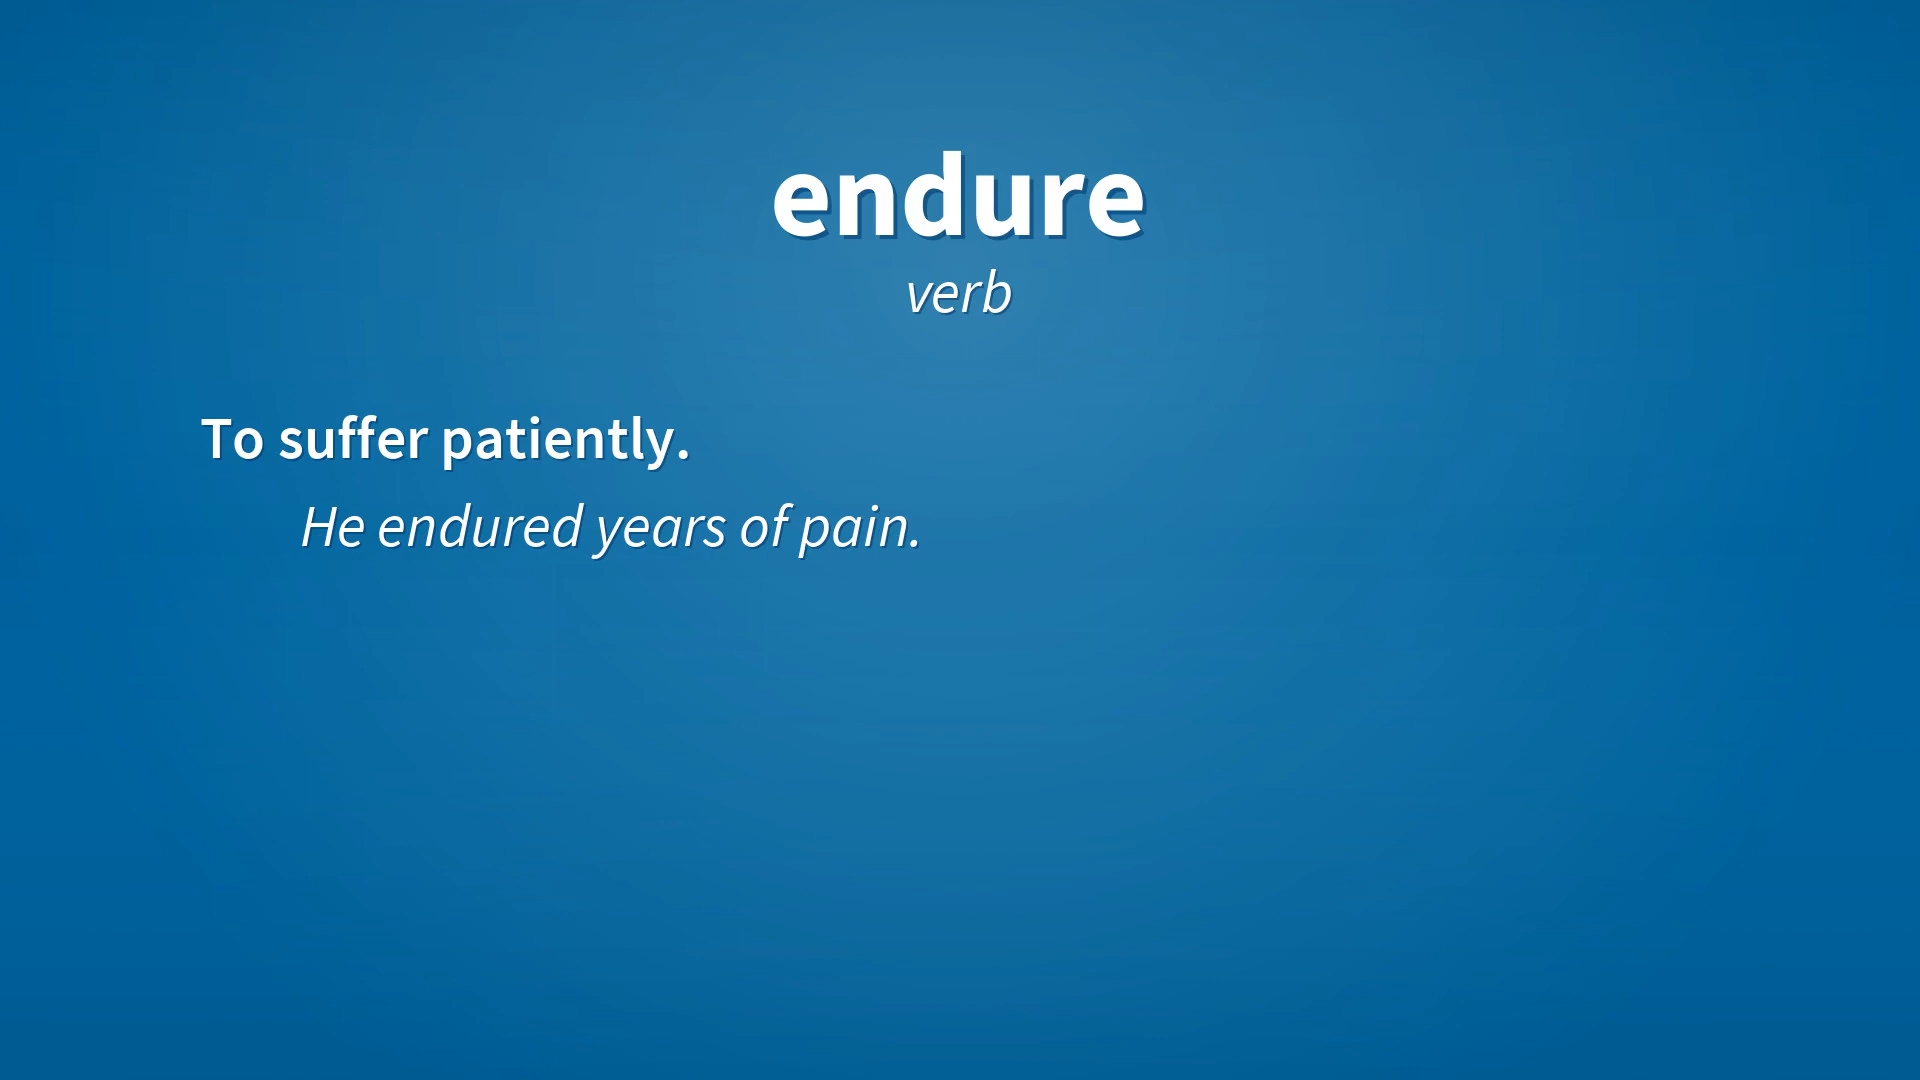 endure
verb
To suffer patiently.
He endured years of pain.